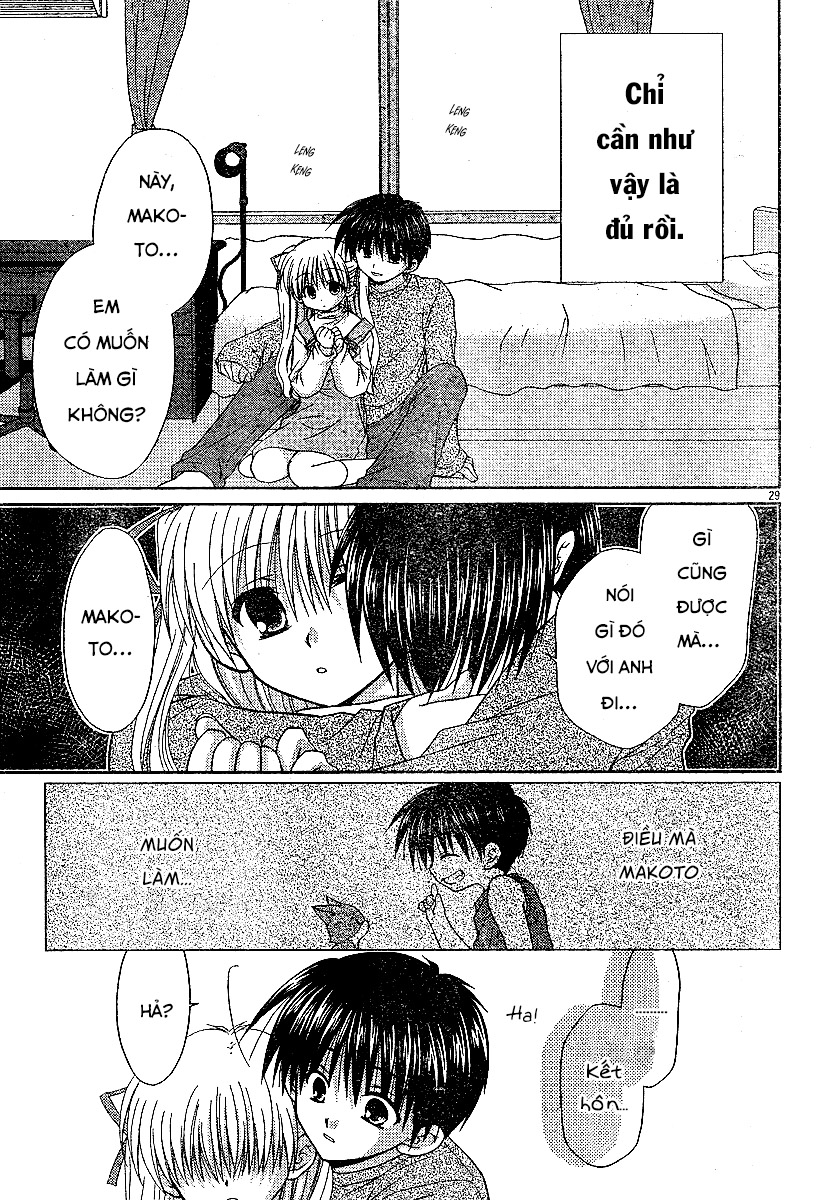 Chỉ
cần như
vậy là
đủ rồi.
LENG
KENG
LENG
KENG
NÀY,
MAKO-
TO...
EM
CÓ MUỐN
LÀM GÌ
KHÔNG?
29
GÌ
CŨNG
ĐƯỢC
MÀ...
NÓI
GÌ ĐÓ
VỚI ANH
ĐI...
MAKO-
TO...
ĐIỀU MÀ
MAKOTO
MUỐN
LÀM...
.........
Kết
hôn...
Ha!
HẢ?